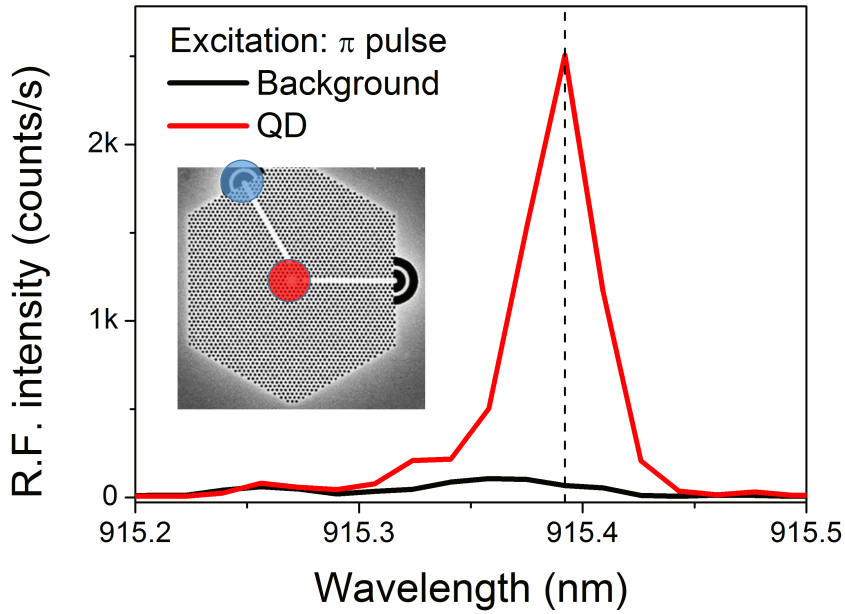 Excitation: π pulse
Background
QD
R.F. intensity (counts/s)
2k
1k
0
915.2 915.3 915.4 915.5
Wavelength (nm)